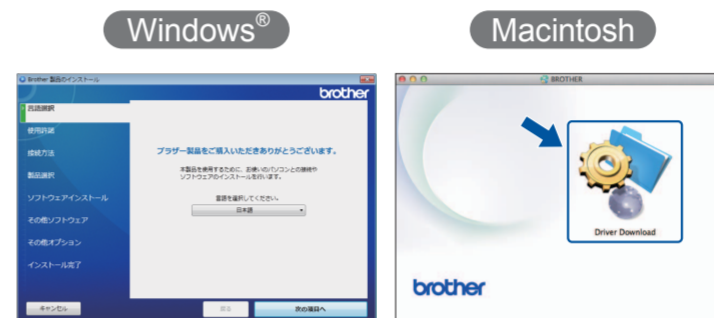 Windows®
Macintosh
Brother 製品のインストール
brother
言語選択
使用許諾
接続方法
製品選択
ソフトウェアインストール
その他ソフトウェア
その他オプション
インストール完了
ブラザー製品をご購入いただきありがとうございます。
本製品を使用するために、お使いのパソコンとの接続や
ソフトウェアのインストールを行います。
言語を選択してください。
日本語
キャンセル
戻る
次の項目へ
BROTHER
Driver Download
brother